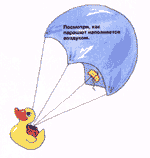 Посмотри, как
парашют наполняется
воздухом.